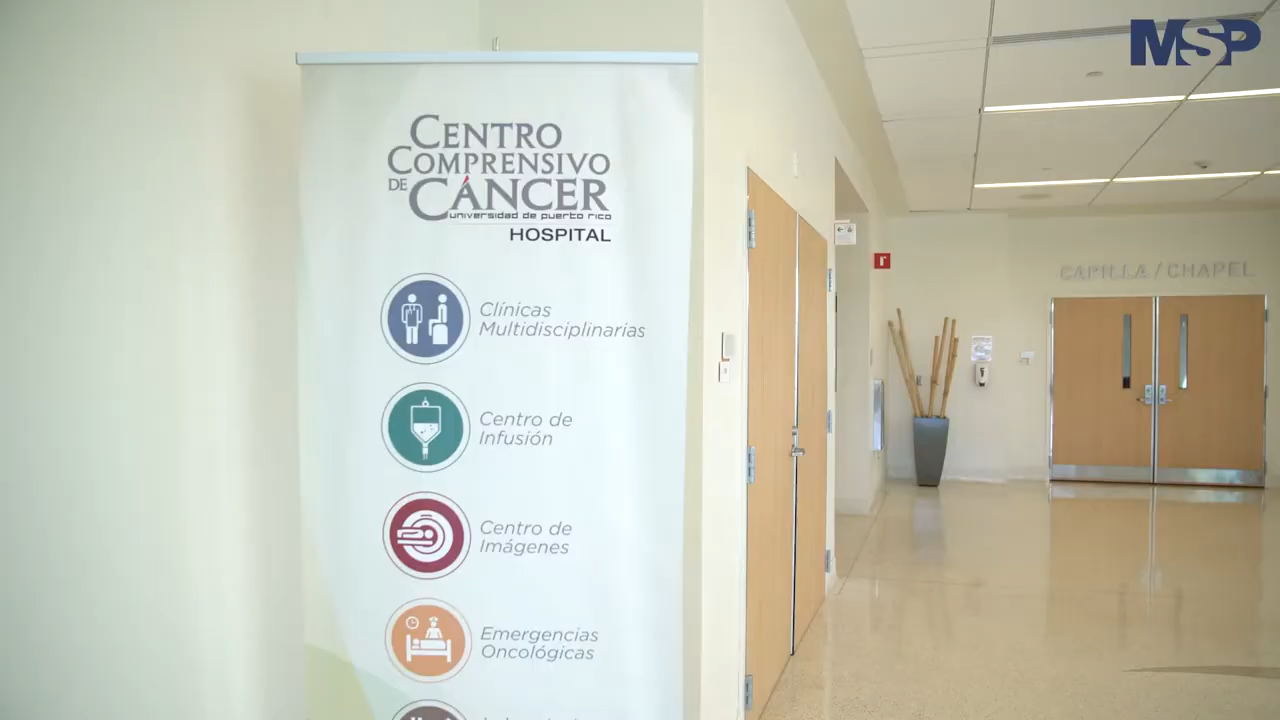 MSP
CENTRO
COMPRENSIVO
DE CÁNCER
universidad de puerto rico
HOSPITAL
Clínicas
Multidisciplinarias
Centro de
Infusión
Centro de
Imágenes
Emergencias
Oncológicas
CAPILLA / CHAPEL